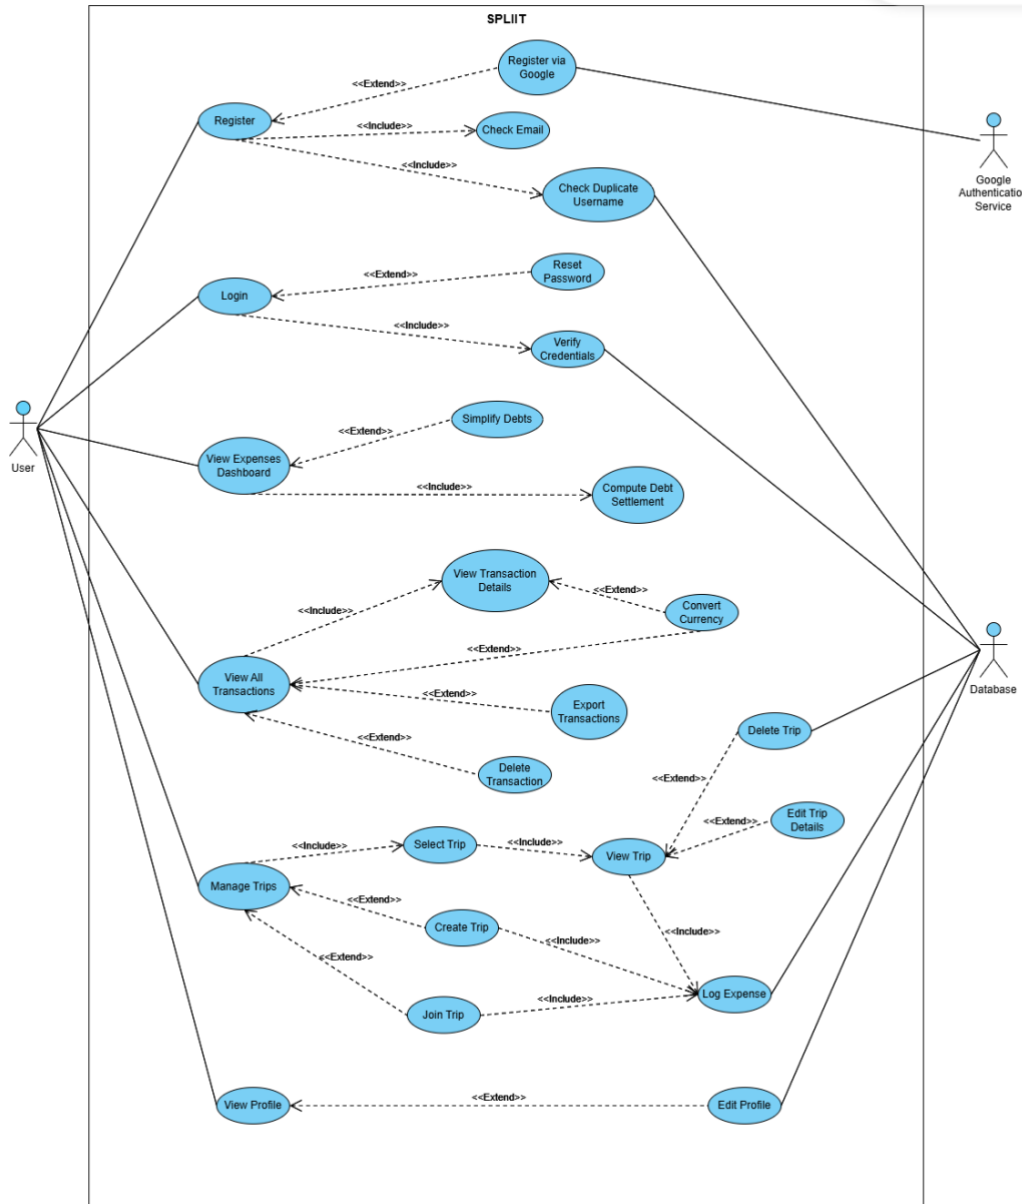 SPLIIT
Register via
Google
<<Extend>>
Register
<<Include>>
Check Email
<<Include>>
Check Duplicate
Username
Google
Authentication
Service
Reset
Password
<<Extend>>
Login
<<Include>>
Verify
Credentials
User
Simplify Debts
<<Extend>>
View Expenses
Dashboard
<<Include>>
Compute Debt
Settlement
View Transaction
Details
<<Extend>>
Convert
Currency
<<Include>>
<<Extend>>
View All
Transactions
<<Extend>>
Export
Transactions
<<Extend>>
Delete
Transaction
Database
Delete Trip
<<Extend>>
<<Extend>>
Edit Trip
Details
<<Include>>
Select Trip
<<Include>>
View Trip
Manage Trips
<<Extend>>
Create Trip
<<Include>>
<<Include>>
<<Extend>>
Join Trip
<<Include>>
Log Expense
View Profile
<<Extend>>
Edit Profile